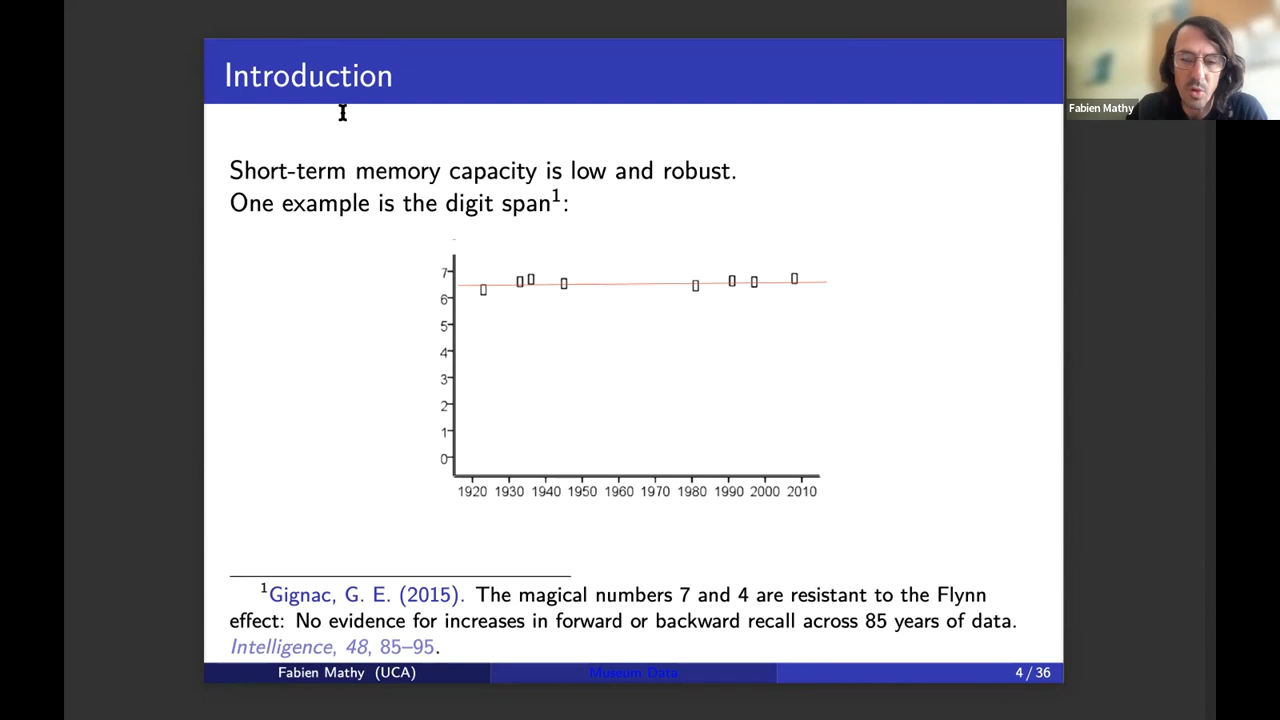 Introduction
Fabien Mathy
Short-term memory capacity is low and robust.
One example is the digit span1:
7
6
5
4
3
2
1
0
1920 1930 1940 1950 1960 1970 1980 1990 2000 2010
1Gignac, G. E. (2015). The magical numbers 7 and 4 are resistant to the Flynn
effect: No evidence for increases in forward or backward recall across 85 years of data.
Intelligence, 48, 85–95.
Fabien Mathy (UCA) Museum Data 4 / 36